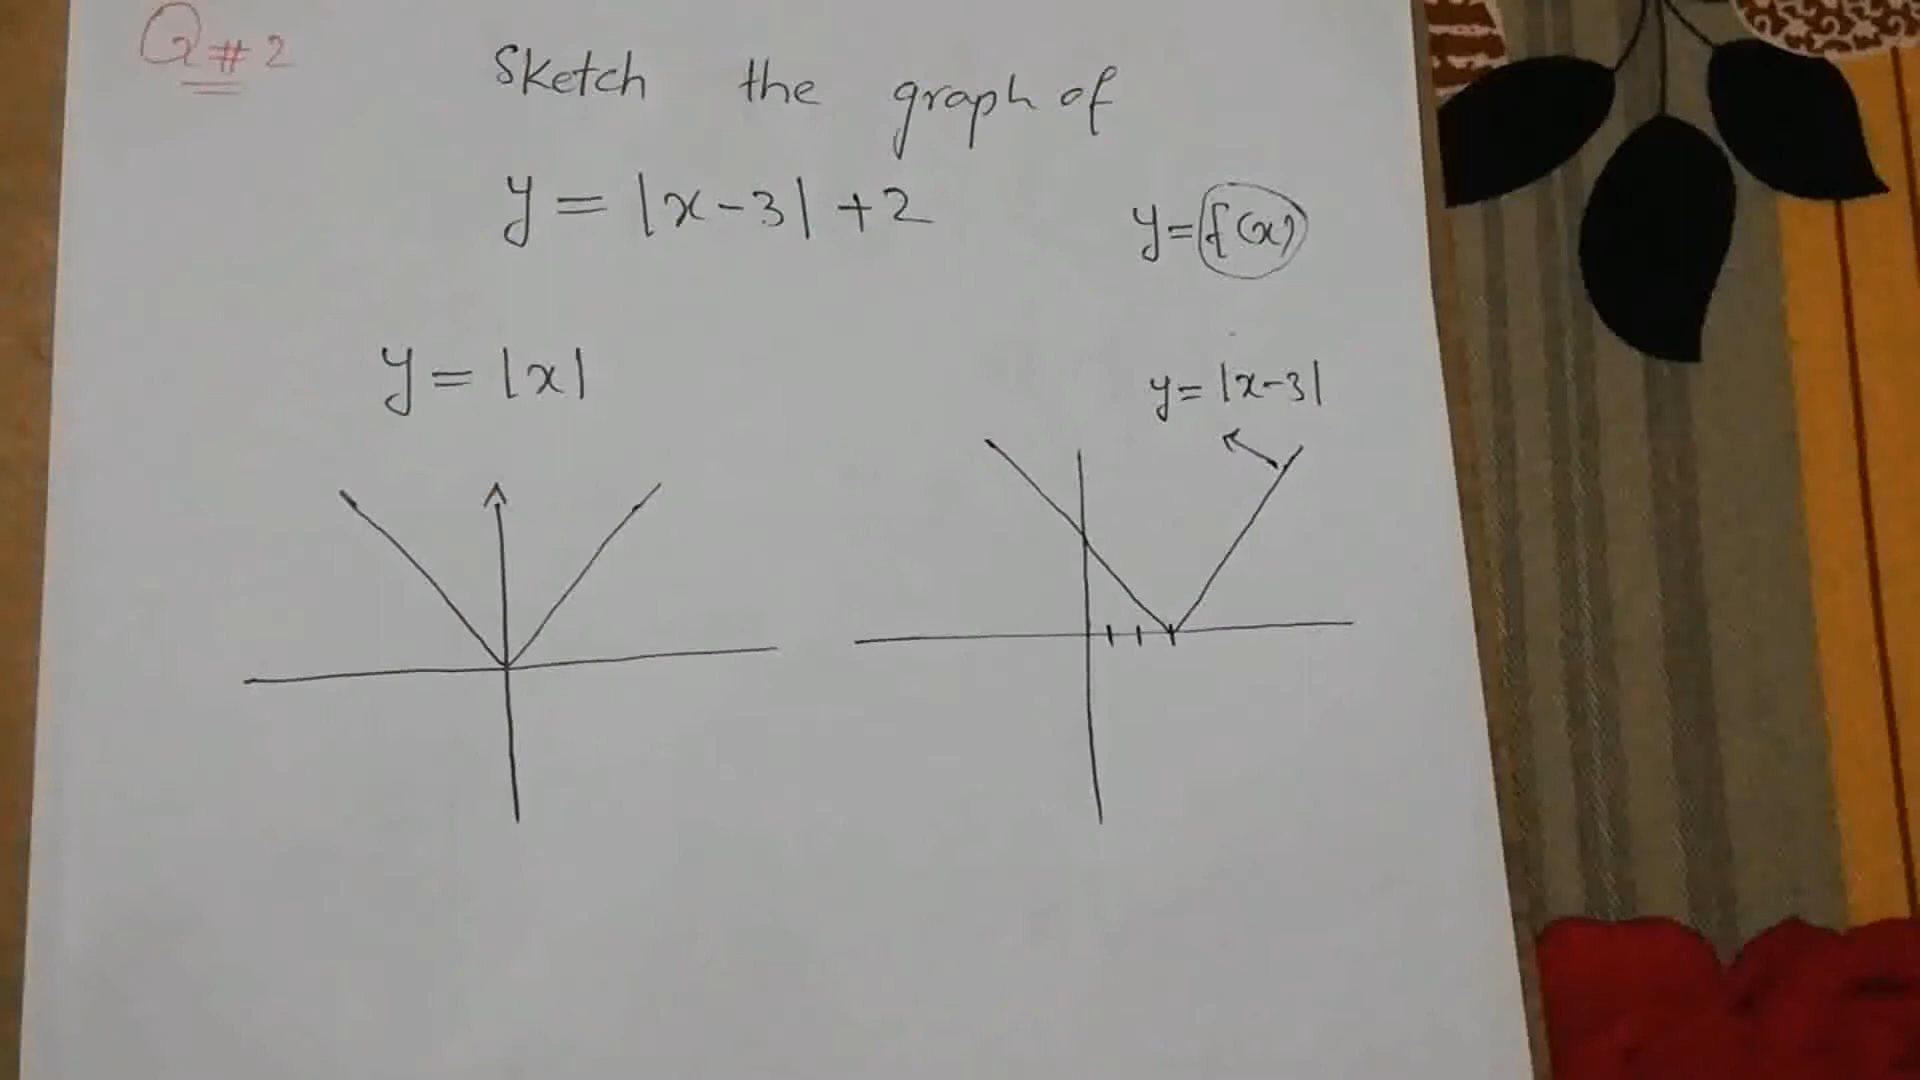 Q#2
Sketch the graph of
y = |x-3| +2
y = f(x)
y = |x|
y = |x-3|